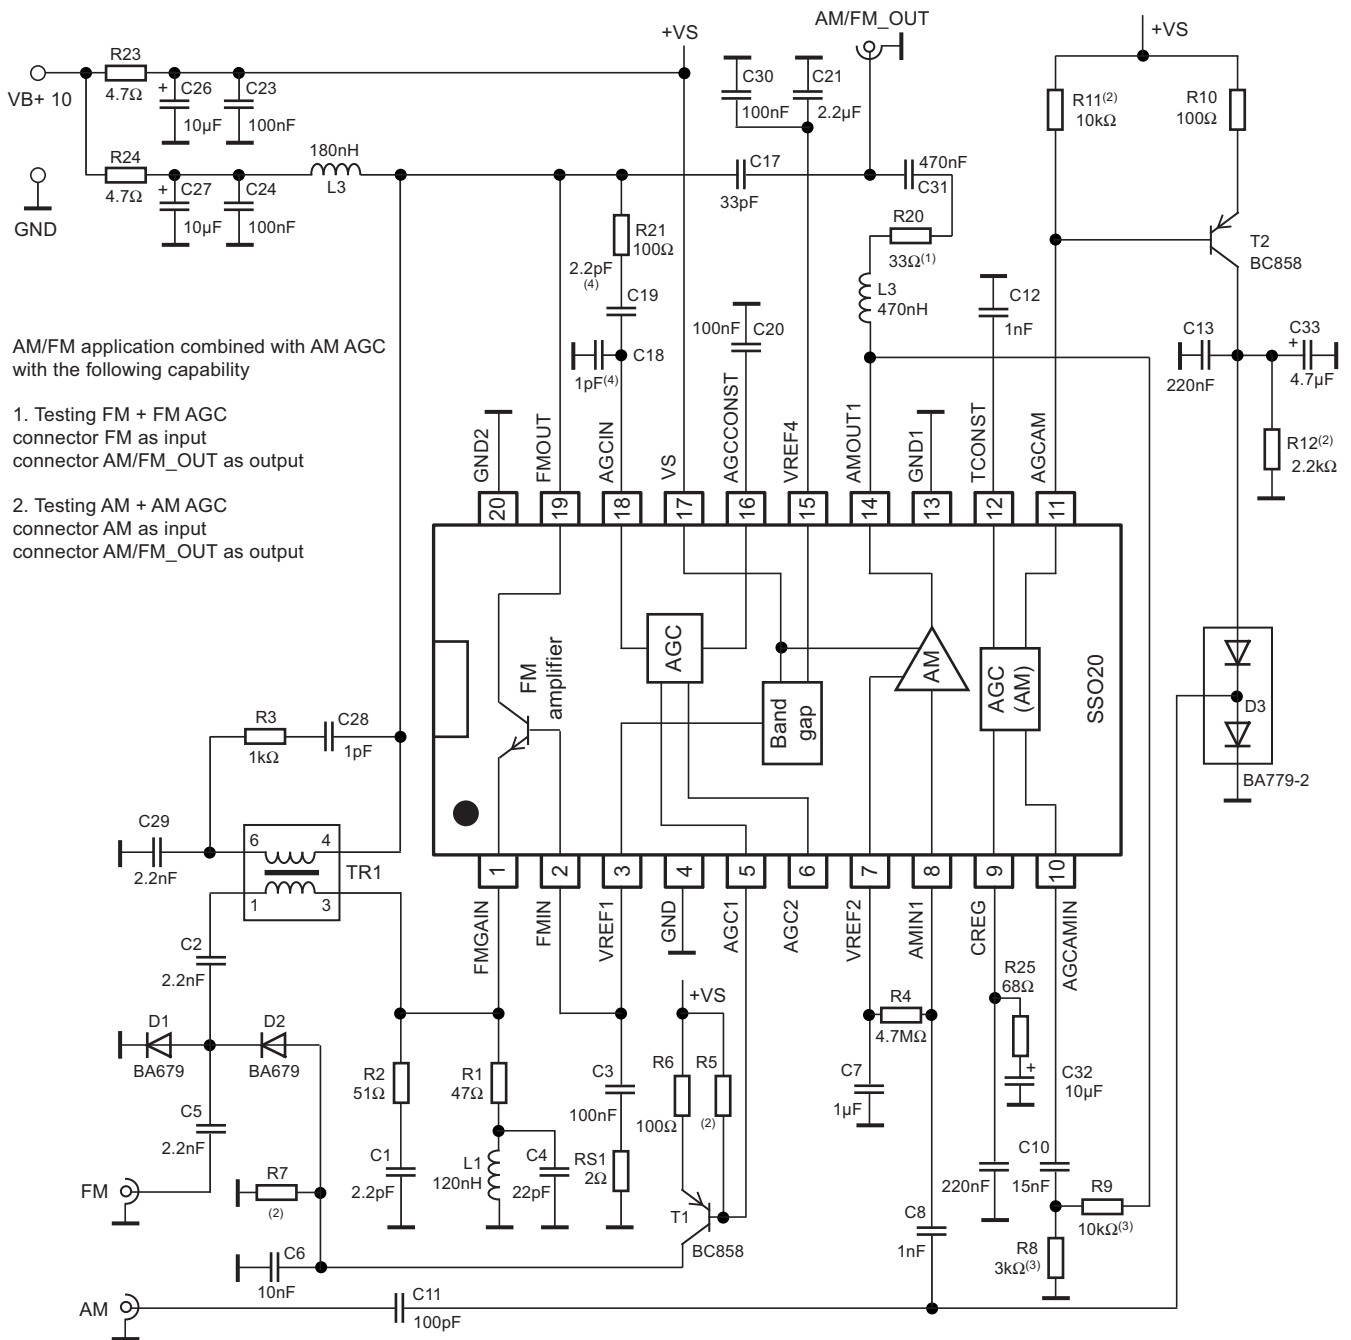 AM/FM_OUT
+VS
+VS
R23
VB+ 10
4.7Ω
+
C26
10µF
C23
100nF
C30
100nF
C21
2.2µF
R11(2)
10kΩ
R10
100Ω
R24
4.7Ω
+
C27
10µF
C24
100nF
180nH
L3
GND
C17
33pF
470nF
C31
R20
33Ω(1)
R21
100Ω
2.2pF
(4)
C19
L3
470nH
C12
1nF
T2
BC858
100nF
C20
C18
1pF(4)
C13
220nF
C33
+
4.7µF
R12(2)
2.2kΩ
AM/FM application combined with AM AGC
with the following capability
1. Testing FM + FM AGC
connector FM as input
connector AM/FM_OUT as output
2. Testing AM + AM AGC
connector AM as input
connector AM/FM_OUT as output
GND2
FMOUT
AGCIN
VS
AGCCONST
VREF4
AMOUT1
GND1
TCONST
AGCAM
20
19
18
17
16
15
14
13
12
11
FM
amplifier
AGC
Band
gap
AM
AGC
(AM)
SSO20
D3
BA779-2
R3
1kΩ
C28
1pF
C29
2.2nF
6
4
TR1
1
3
1
2
3
4
5
6
7
8
9
10
FMGAIN
FMIN
VREF1
GND
AGC1
AGC2
VREF2
AMIN1
CREG
AGCAMIN
C2
2.2nF
D1
BA679
D2
BA679
C5
2.2nF
FM
R7
(2)
C6
10nF
AM
C11
100pF
R2
51Ω
C1
2.2pF
R1
47Ω
L1
120nH
C4
22pF
C3
100nF
RS1
2Ω
+VS
R6
100Ω
R5
(2)
T1
BC858
R4
4.7MΩ
C7
1µF
C8
1nF
R25
68Ω
+
C32
10µF
220nF
C10
15nF
R9
10kΩ(3)
R8
3kΩ(3)